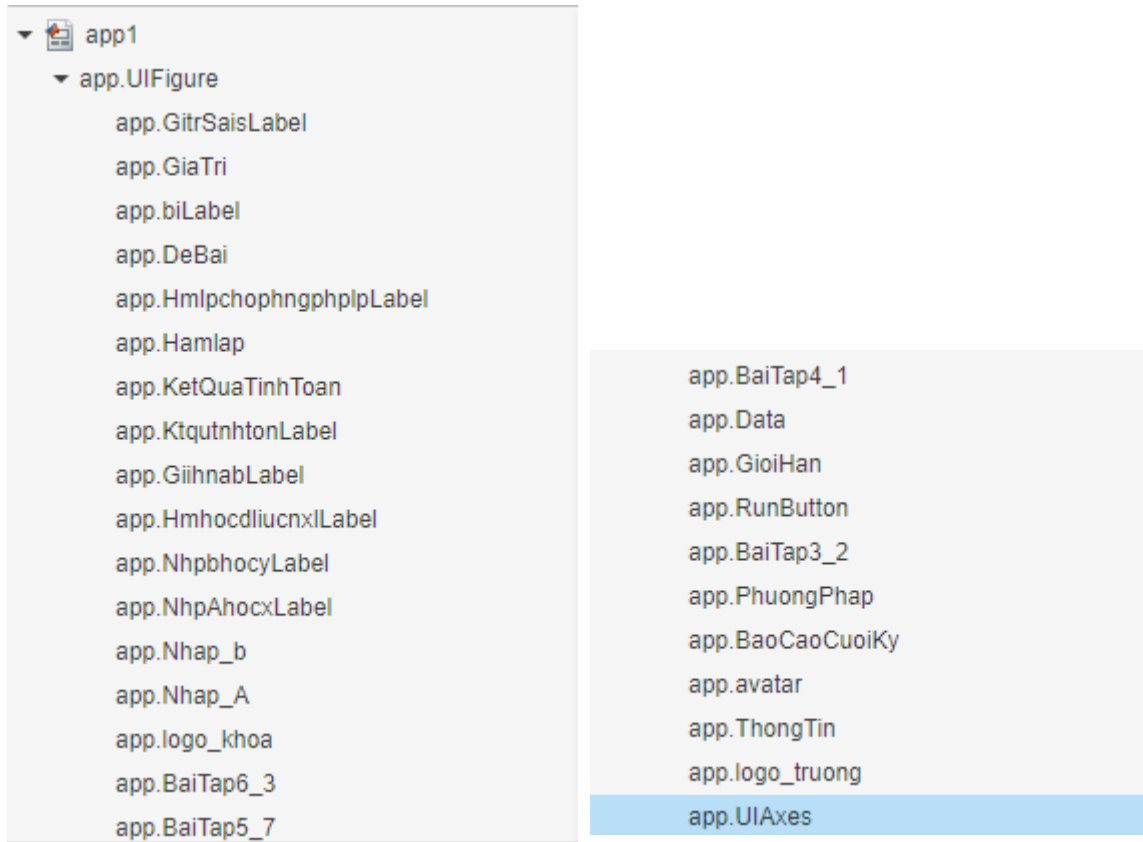 app1
app.UIFigure
app.GitrSaisLabel
app.GiaTri
app.biLabel
app.DeBai
app.HmlpchophngphplpLabel
app.Hamlap
app.KetQuaTinhToan
app.KtqutnhtonLabel
app.GiihnabLabel
app.HmhocdliucnxlLabel
app.NhpbhocyLabel
app.NhpAhocxLabel
app.Nhap_b
app.Nhap_A
app.logo_khoa
app.BaiTap6_3
app.BaiTap5_7
app.BaiTap4_1
app.Data
app.GioiHan
app.RunButton
app.BaiTap3_2
app.PhuongPhap
app.BaoCaoCuoiKy
app.avatar
app.ThongTin
app.logo_truong
app.UIAxes